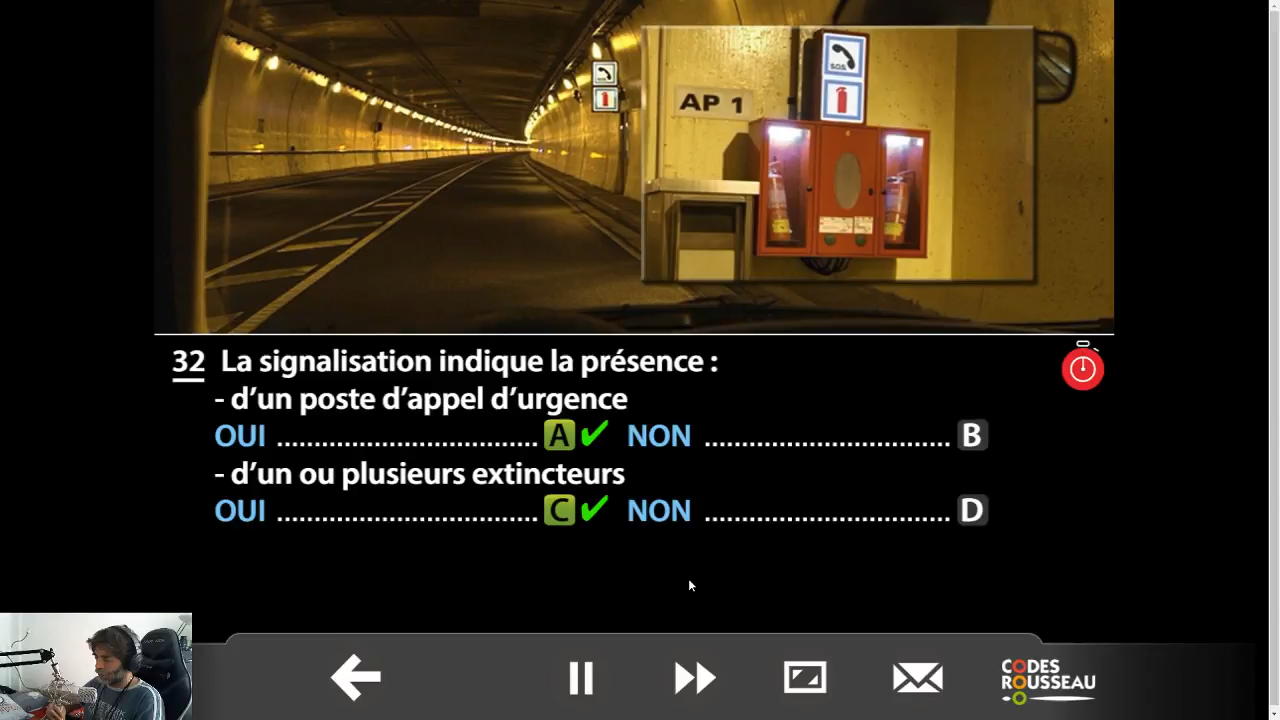 SOS
AP 1
32 La signalisation indique la présence :
- d’un poste d’appel d’urgence
OUI ................................... A ✔ NON ................................. B
- d’un ou plusieurs extincteurs
OUI ................................... C ✔ NON ................................. D
CODES
ROUSSEAU